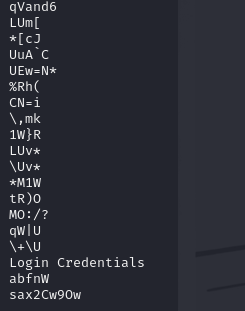 qVand6
LUm[
*[cJ
UuA`C
UEw=N*
%Rh(
CN=i
\,mk
1W}R
LUv*
\Uv*
*M1W
tR)O
MO:/?
qW|U
\+\U
Login Credentials
abfnW
sax2Cw9Ow